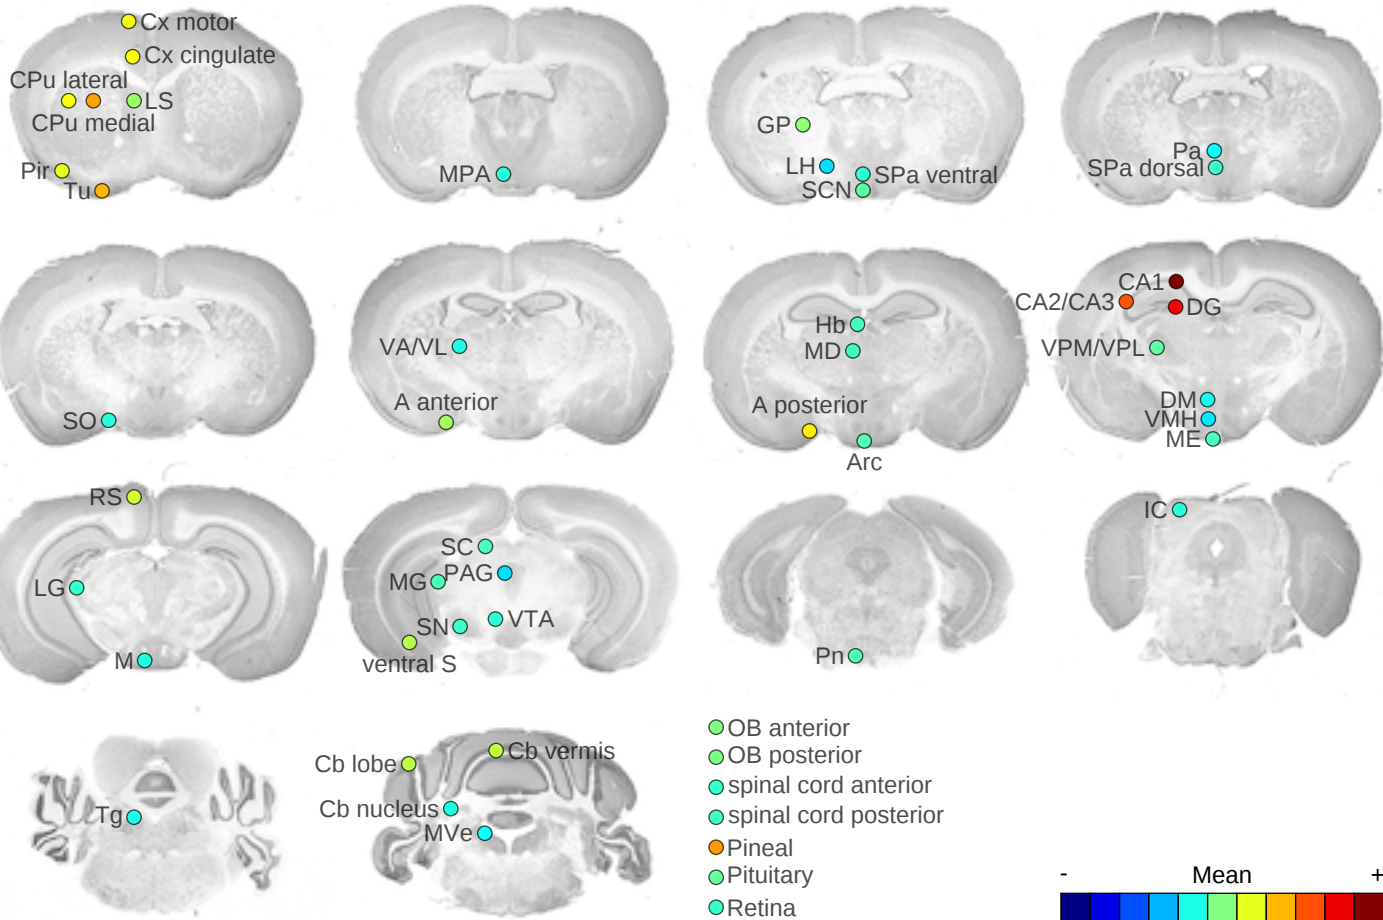 Cx motor
Cx cingulate
CPu lateral
LS
CPu medial
Pir
Tu
MPA
GP
LH
SPa ventral
SCN
Pa
SPa dorsal
SO
VA/VL
A anterior
Hb
MD
A posterior
Arc
CA1
CA2/CA3
DG
VPM/VPL
DM
VMH
ME
RS
LG
M
SC
MG
PAG
SN
VTA
ventral S
Pn
IC
Tg
Cb lobe
Cb vermis
Cb nucleus
MVe
OB anterior
OB posterior
spinal cord anterior
spinal cord posterior
Pineal
Pituitary
Retina
- Mean +